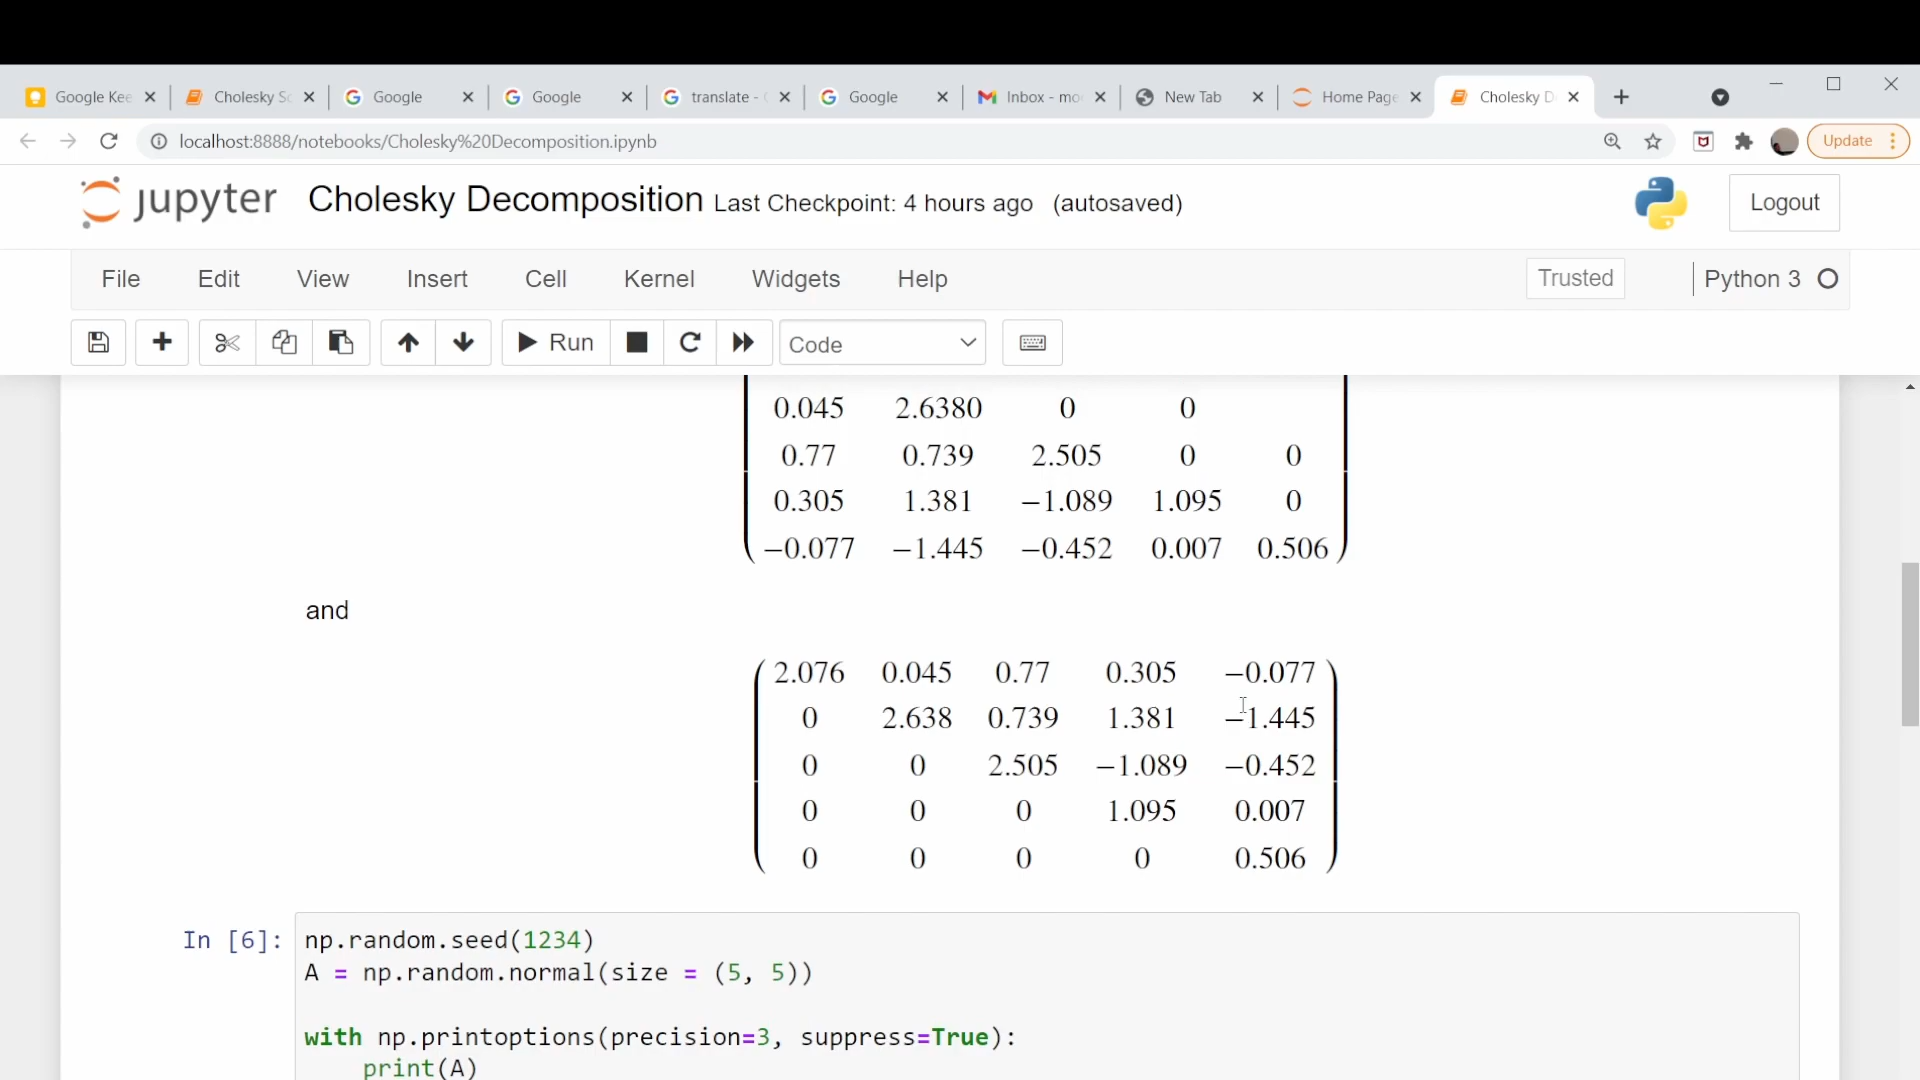 Google Kee
Cholesky Sc
Google
Google
translate - G
Google
Inbox - mo
New Tab
Home Page
Cholesky D
localhost:8888/notebooks/Cholesky%20Decomposition.ipynb
Update
jupyter Cholesky Decomposition Last Checkpoint: 4 hours ago (autosaved)
Logout
File Edit View Insert Cell Kernel Widgets Help
Trusted
Python 3
Run
Code
0.045 2.6380 0 0
0.77 0.739 2.505 0 0
0.305 1.381 −1.089 1.095 0
−0.077 −1.445 −0.452 0.007 0.506
and
2.076 0.045 0.77 0.305 −0.077
0 2.638 0.739 1.381 −1.445
0 0 2.505 −1.089 −0.452
0 0 0 1.095 0.007
0 0 0 0 0.506
In [6]: np.random.seed(1234)
A = np.random.normal(size = (5, 5))
with np.printoptions(precision=3, suppress=True):
print(A)